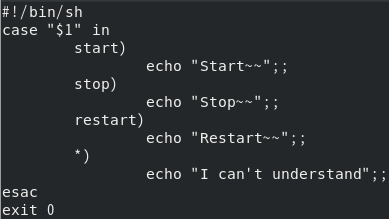 #!/bin/sh
case "$1" in
        start)
                echo "Start~~";;
        stop)
                echo "Stop~~";;
        restart)
                echo "Restart~~";;
        *)
                echo "I can't understand";;
esac
exit 0